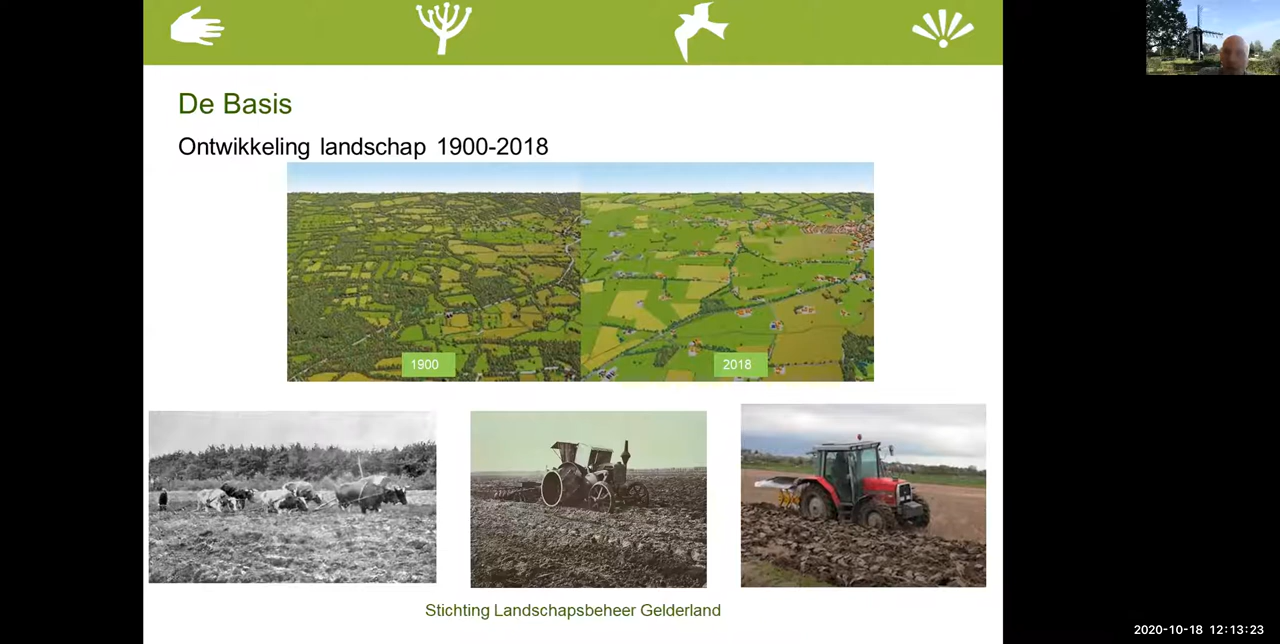 De Basis
Ontwikkeling landschap 1900-2018
1900
2018
Stichting Landschapsbeheer Gelderland
2020-10-18 12:13:23